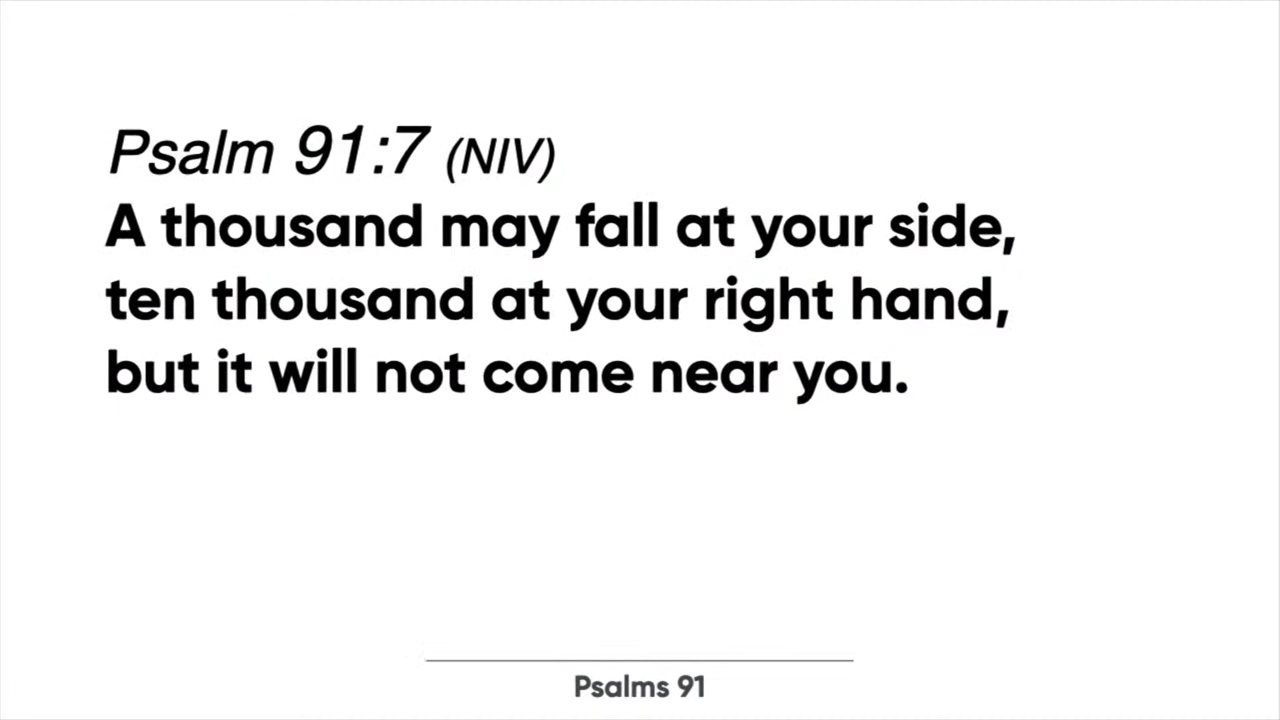 Psalm 91:7 (NIV)
A thousand may fall at your side,
ten thousand at your right hand,
but it will not come near you.
Psalms 91